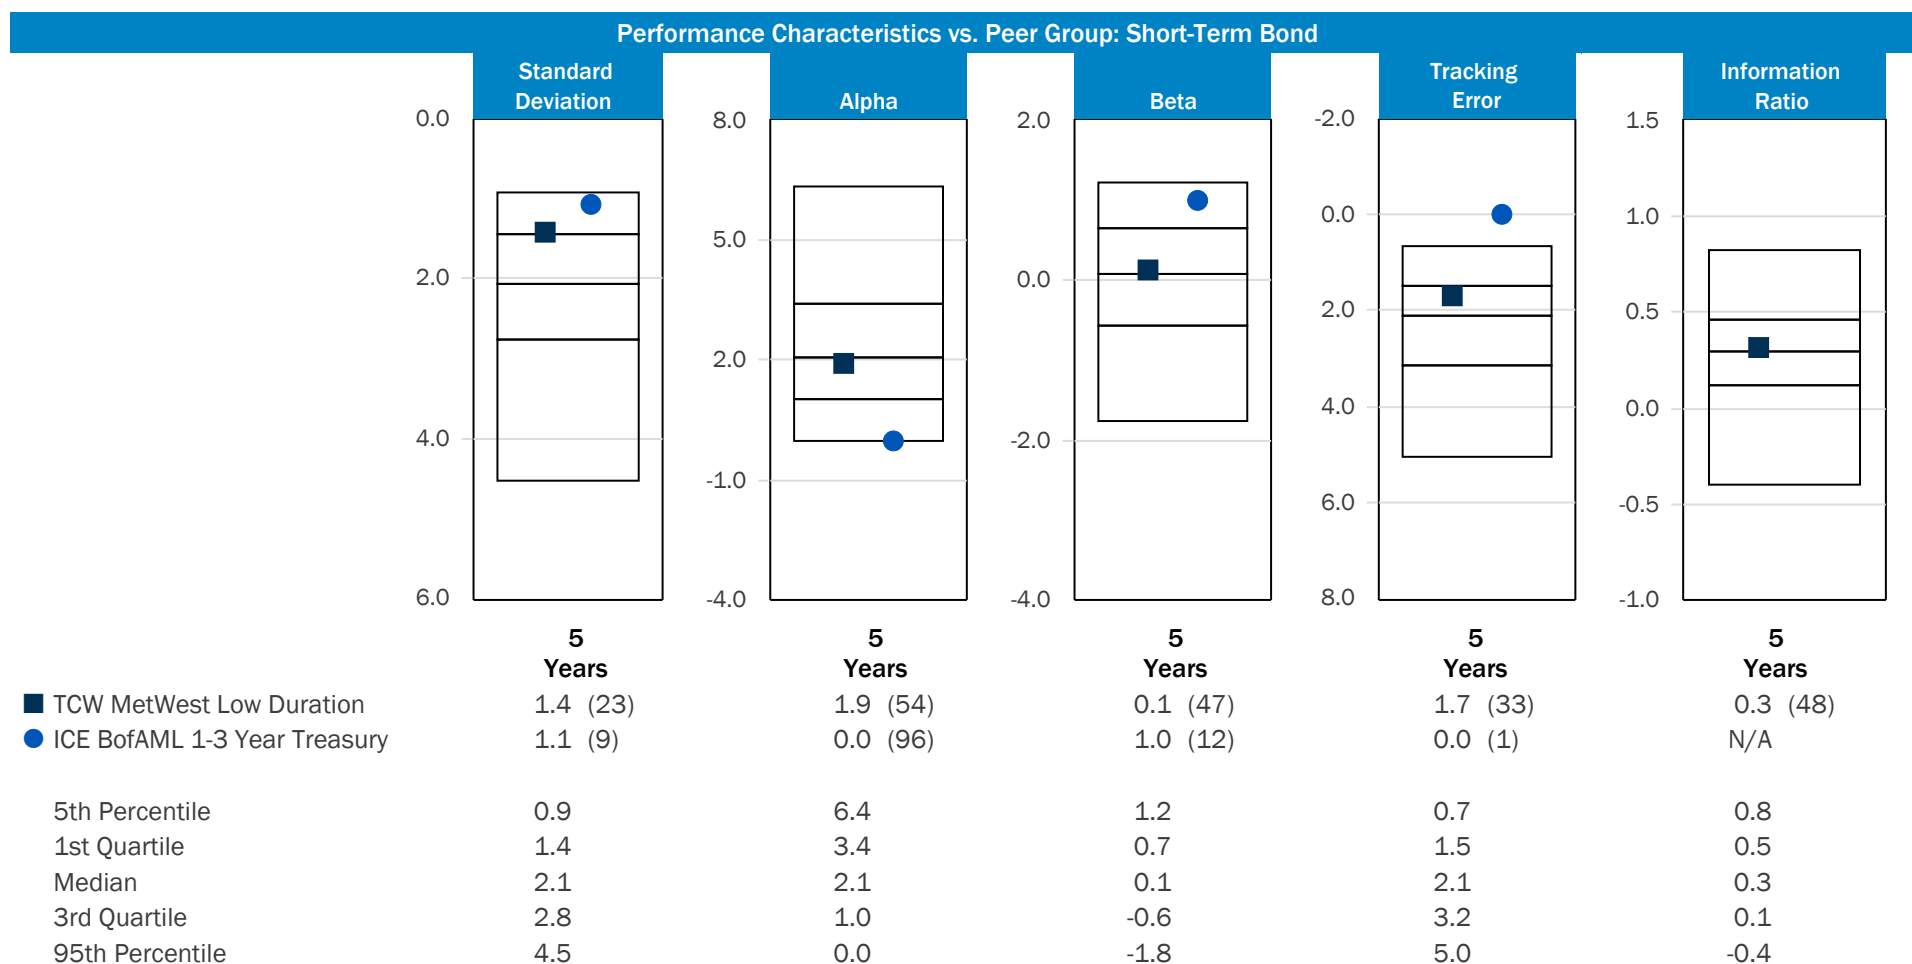 Performance Characteristics vs. Peer Group: Short-Term Bond
Standard Deviation
Alpha
Beta
Tracking Error
Information Ratio
0.0
2.0
4.0
6.0
8.0
5.0
2.0
-1.0
-4.0
2.0
0.0
-2.0
-4.0
-2.0
0.0
2.0
4.0
6.0
8.0
1.5
1.0
0.5
0.0
-0.5
-1.0
5 Years 5 Years 5 Years 5 Years 5 Years
TCW MetWest Low Duration 1.4 (23) 1.9 (54) 0.1 (47) 1.7 (33) 0.3 (48)
ICE BofAML 1-3 Year Treasury 1.1 (9) 0.0 (96) 1.0 (12) 0.0 (1) N/A
5th Percentile 0.9 6.4 1.2 0.7 0.8
1st Quartile 1.4 3.4 0.7 1.5 0.5
Median 2.1 2.1 0.1 2.1 0.3
3rd Quartile 2.8 1.0 -0.6 3.2 0.1
95th Percentile 4.5 0.0 -1.8 5.0 -0.4